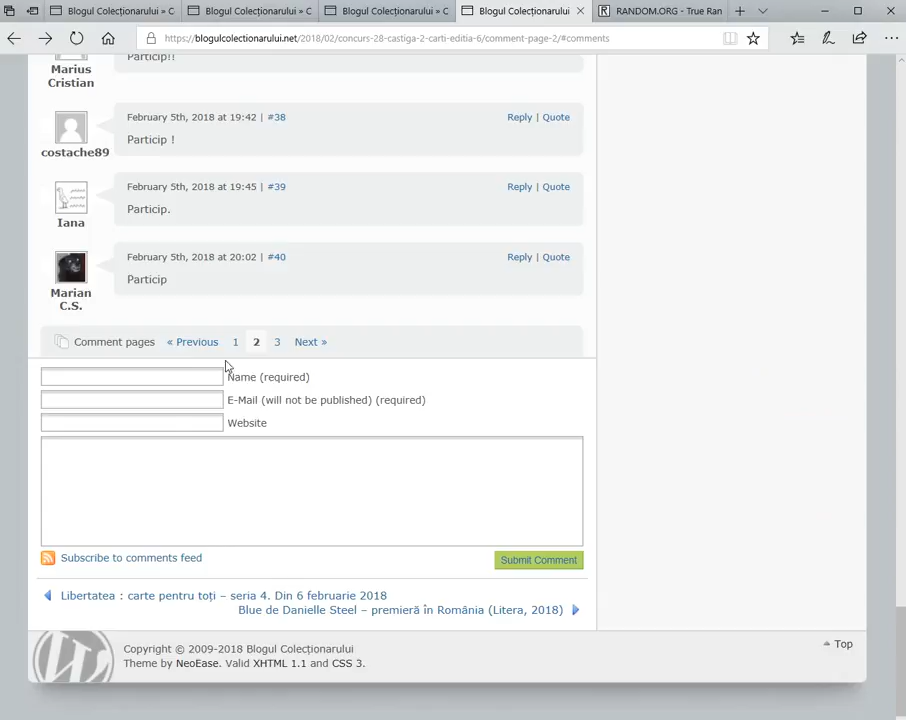 Blogul Colecționarului » C
Blogul Colecționarului » C
Blogul Colecționarului » C
Blogul Colecționarului
RANDOM.ORG - True Ran
https://blogulcolectionarului.net/2018/02/concurs-28-castiga-2-carti-editia-6/comment-page-2/#comments
Particip!!
Marius
Cristian
February 5th, 2018 at 19:42 | #38
Reply | Quote
Particip !
costache89
February 5th, 2018 at 19:45 | #39
Reply | Quote
Particip.
Iana
February 5th, 2018 at 20:02 | #40
Reply | Quote
Particip
Marian
C.S.
Comment pages « Previous 1 2 3 Next »
Name (required)
E-Mail (will not be published) (required)
Website
Subscribe to comments feed
Submit Comment
Libertatea : carte pentru toți – seria 4. Din 6 februarie 2018
Blue de Danielle Steel – premieră în România (Litera, 2018)
Copyright © 2009-2018 Blogul Colecționarului
Theme by NeoEase. Valid XHTML 1.1 and CSS 3.
Top